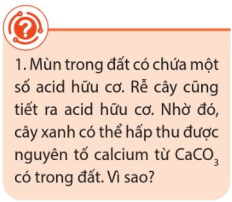 1. Mùn trong đất có chứa một
số acid hữu cơ. Rễ cây cũng
tiết ra acid hữu cơ. Nhờ đó,
cây xanh có thể hấp thu được
nguyên tố calcium từ CaCO₃
có trong đất. Vì sao?